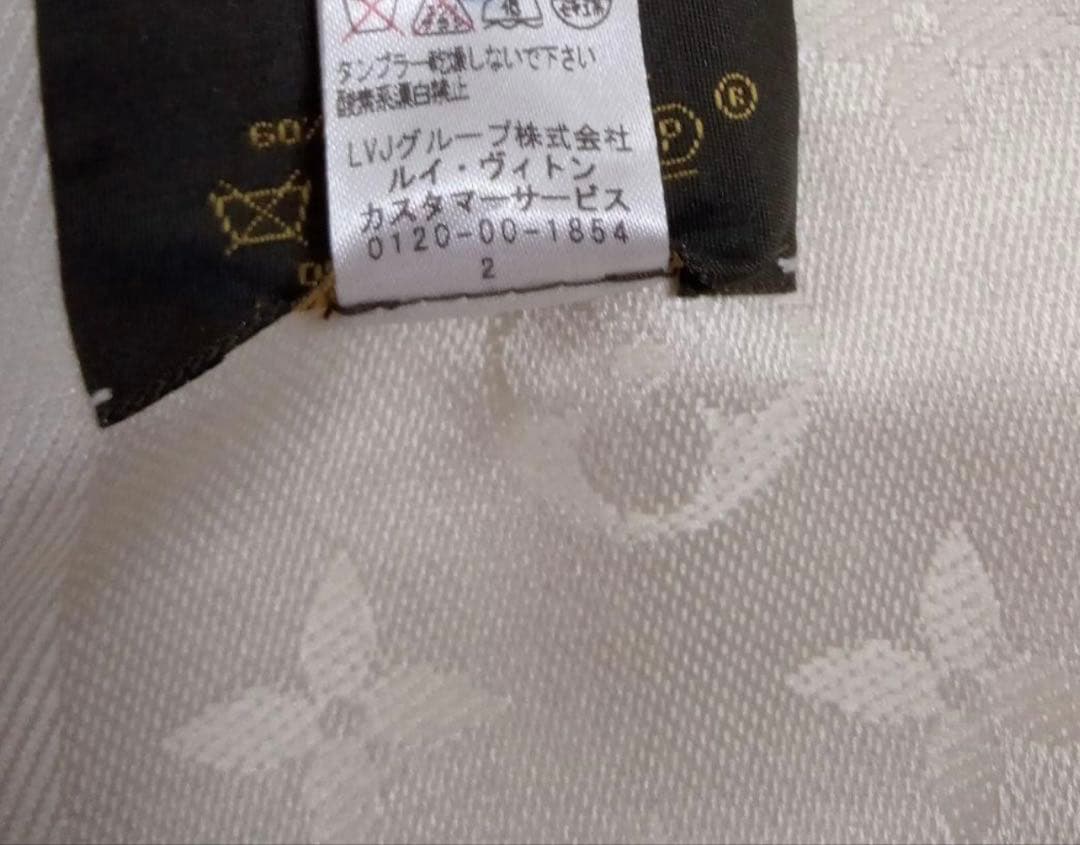 タンブラー乾燥しないで下さい
酸素系漂白禁止
LVJグループ株式会社
ルイ・ヴィトン
カスタマーサービス
0120-00-1854
2
60%
P
®